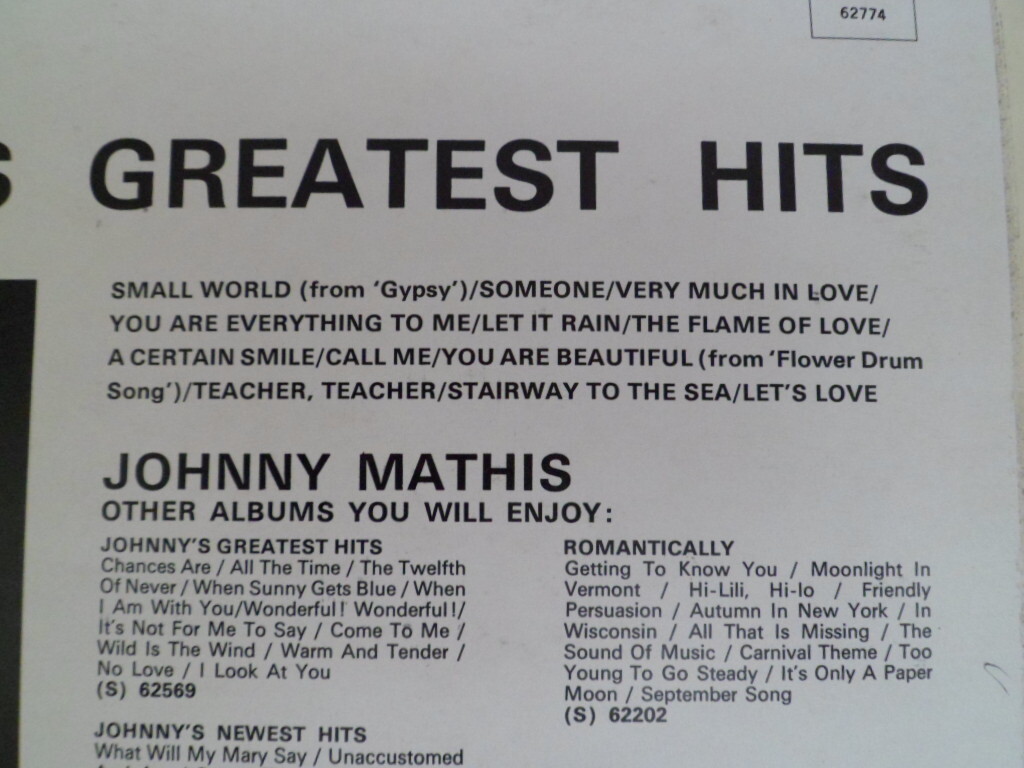 62774
S GREATEST HITS
SMALL WORLD (from 'Gypsy')/SOMEONE/VERY MUCH IN LOVE/
YOU ARE EVERYTHING TO ME/LET IT RAIN/THE FLAME OF LOVE/
A CERTAIN SMILE/CALL ME/YOU ARE BEAUTIFUL (from 'Flower Drum
Song')/TEACHER, TEACHER/STAIRWAY TO THE SEA/LET'S LOVE
JOHNNY MATHIS
OTHER ALBUMS YOU WILL ENJOY:
JOHNNY'S GREATEST HITS
Chances Are / All The Time / The Twelfth
Of Never / When Sunny Gets Blue / When
I Am With You/Wonderful! Wonderful!/
It's Not For Me To Say / Come To Me /
Wild Is The Wind / Warm And Tender /
No Love / I Look At You
(S) 62569
JOHNNY'S NEWEST HITS
What Will My Mary Say / Unaccustomed
ROMANTICALLY
Getting To Know You / Moonlight In
Vermont / Hi-Lili, Hi-lo / Friendly
Persuasion / Autumn In New York / In
Wisconsin / All That Is Missing / The
Sound Of Music / Carnival Theme / Too
Young To Go Steady / It's Only A Paper
Moon / September Song
(S) 62202